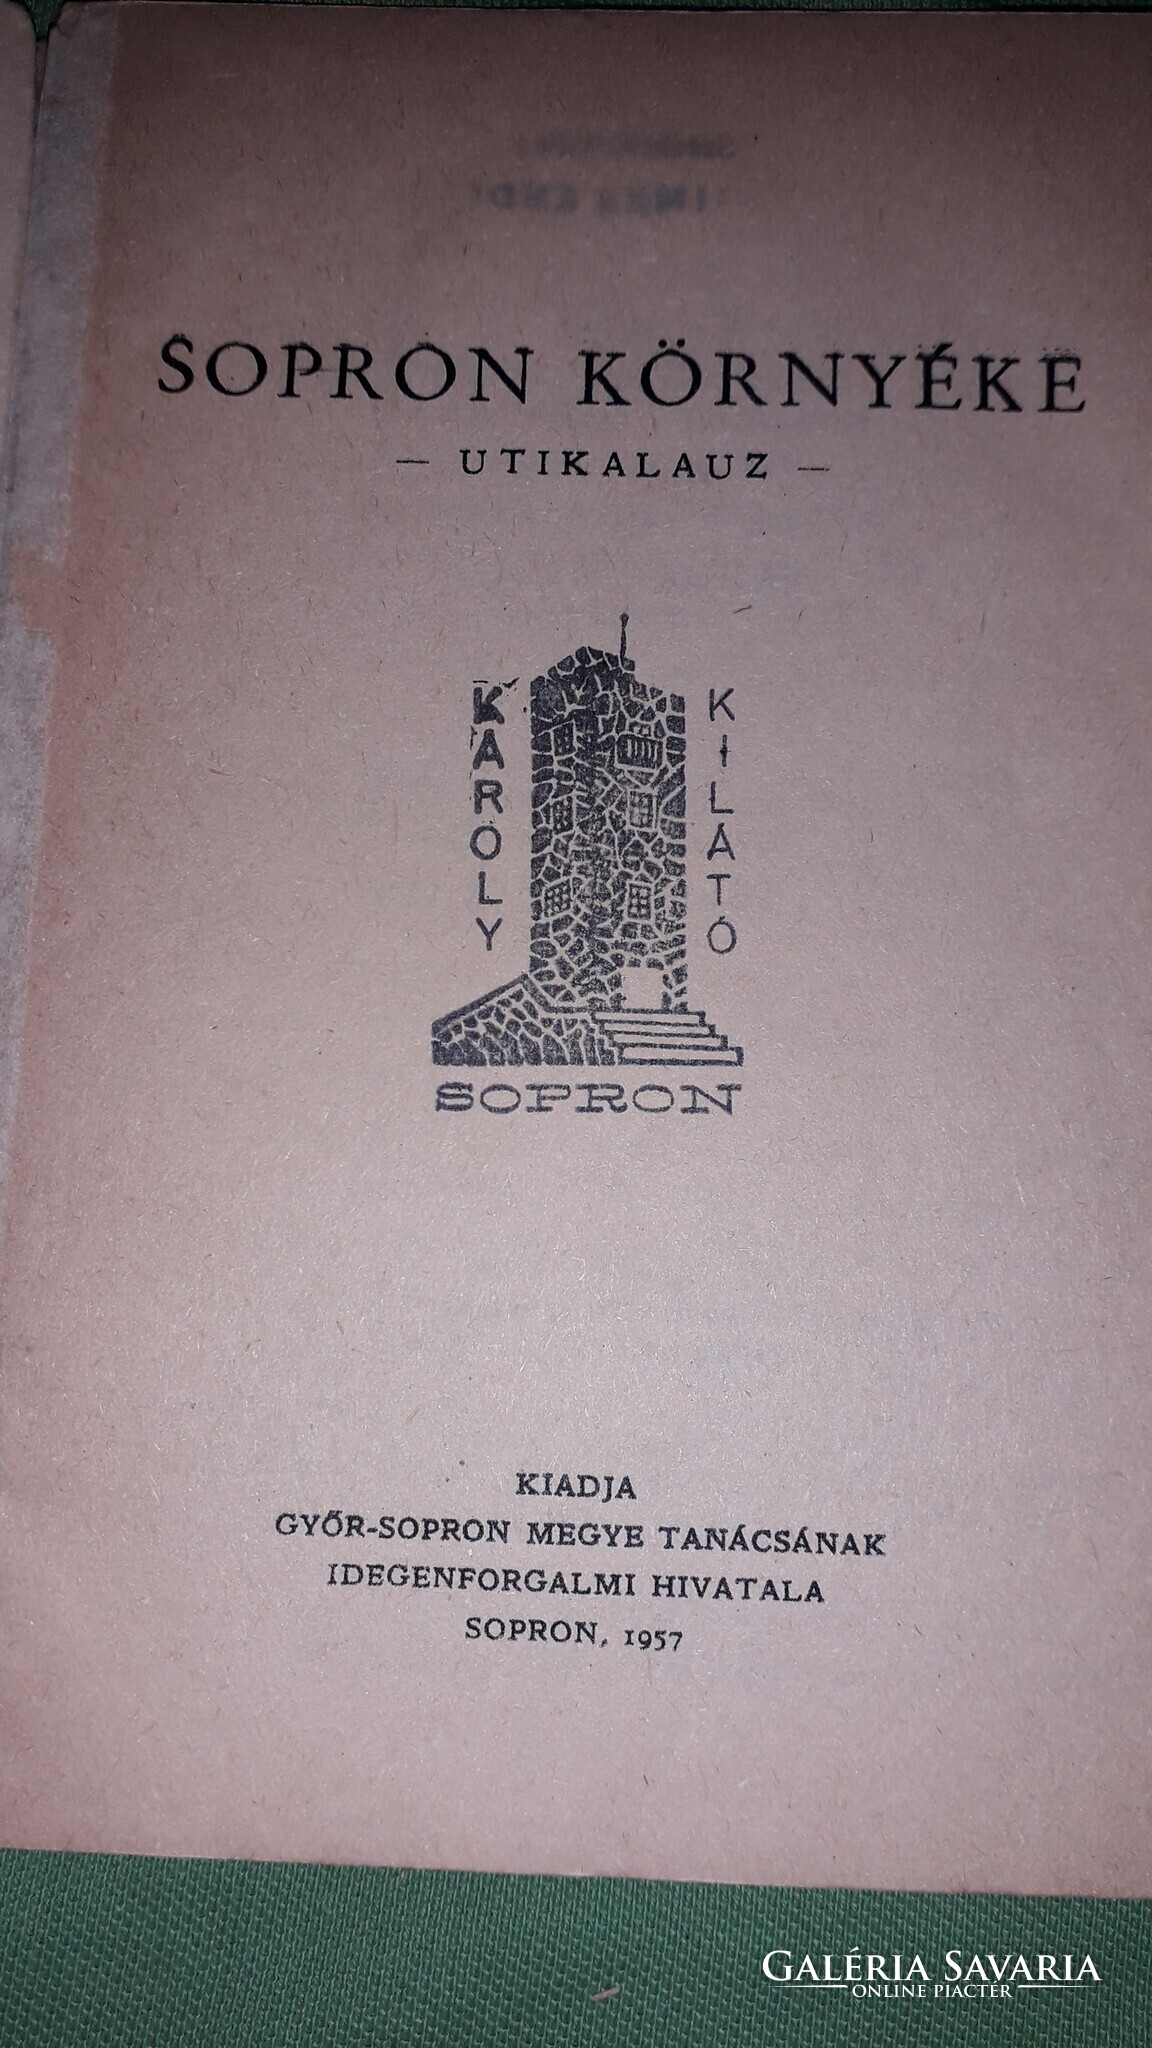 SOPRON KÖRNYÉKE
— UTIKALAUZ —
KÁROLY
KILÁTÓ
SOPRON
KIADJA
GYŐR-SOPRON MEGYE TANÁCSÁNAK
IDEGENFORGALMI HIVATALA
SOPRON, 1957
GALÉRIA SAVARIA
ONLINE PIACTÉR